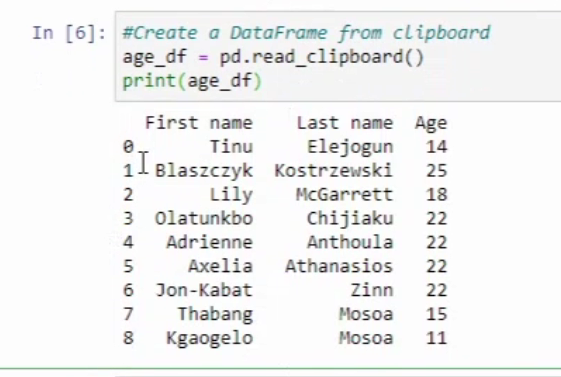 In [6]: #Create a DataFrame from clipboard
age_df = pd.read_clipboard()
print(age_df)
First name Last name Age
0 Tinu Elejogun 14
1 Blaszczyk Kostrzewski 25
2 Lily McGarrett 18
3 Olatunkbo Chijiaku 22
4 Adrienne Anthoula 22
5 Axelia Athanasios 22
6 Jon-Kabat Zinn 22
7 Thabang Mosoa 15
8 Kgaogelo Mosoa 11